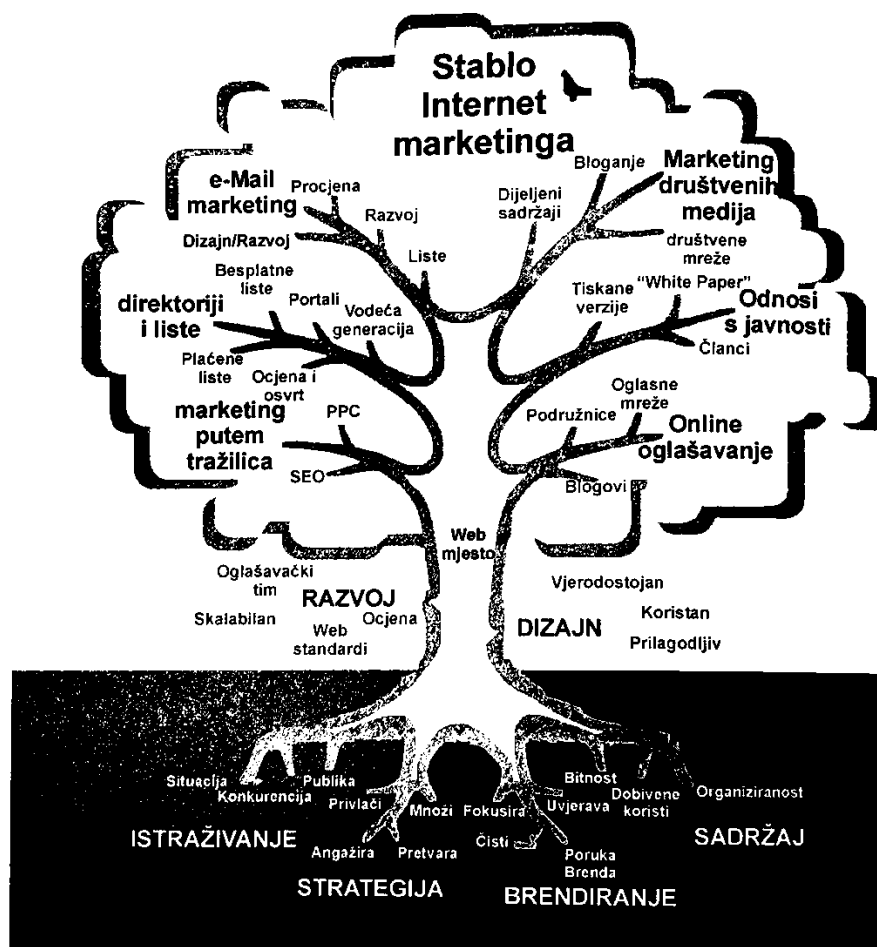 Stablo
Internet
marketinga
e-Mail
marketing
Procjena
Razvoj
Dizajn/Razvoj
Liste
Bloganje
Dijeljeni
sadržaji
Marketing
društvenih
medija
društvene
mreže
Besplatne
liste
Portali
Vodeća
generacija
direktoriji
i liste
Plaćene
liste
Ocjena i
osvrt
Tiskane
verzije
“White Paper”
Odnosi
s javnosti
Članci
marketing
putem
tražilica
PPC
SEO
Podružnice
Oglasne
mreže
Online
oglašavanje
Blogovi
Web
mjesto
Oglašavački
tim
RAZVOJ
Skalabilan
Ocjena
Web
standardi
Vjerodostojan
Koristan
DIZAJN
Prilagodljiv
Situacija
Konkurencija
Publika
ISTRAŽIVANJE
Privlači
Množi
Angažira
Pretvara
STRATEGIJA
Fokusira
Uvjerava
Čisti
Poruka
Brenda
BRENDIRANJE
Bitnost
Dobivene
koristi
Organiziranost
SADRŽAJ